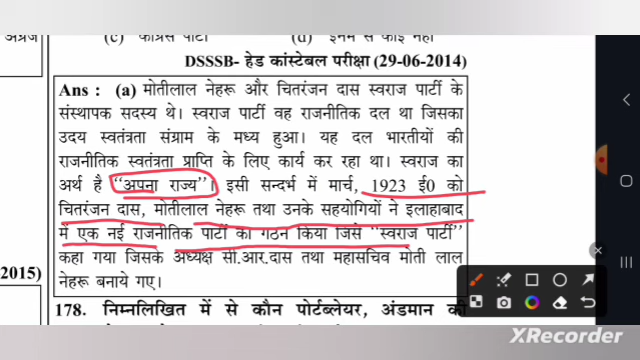 अंग्रेज
(c) कांग्रेस पार्टी (d) इनमें से कोई नहीं
DSSSB- हेड कांस्टेबल परीक्षा (29-06-2014)
Ans : (a) मोतीलाल नेहरू और चितरंजन दास स्वराज पार्टी के
संस्थापक सदस्य थे। स्वराज पार्टी वह राजनीतिक दल था जिसका
उदय स्वतंत्रता संग्राम के मध्य हुआ। यह दल भारतीयों की
राजनीतिक स्वतंत्रता प्राप्ति के लिए कार्य कर रहा था। स्वराज का
अर्थ है "अपना राज्य"। इसी सन्दर्भ में मार्च, 1923 ई0 को
चितरंजन दास, मोतीलाल नेहरू तथा उनके सहयोगियों ने इलाहाबाद
में एक नई राजनीतिक पार्टी का गठन किया जिसे "स्वराज पार्टी"
कहा गया जिसके अध्यक्ष सी.आर.दास तथा महासचिव मोती लाल
नेहरू बनाये गए।
2015)
178. निम्नलिखित में से कौन पोर्टब्लेयर, अंडमान की
XRecorder